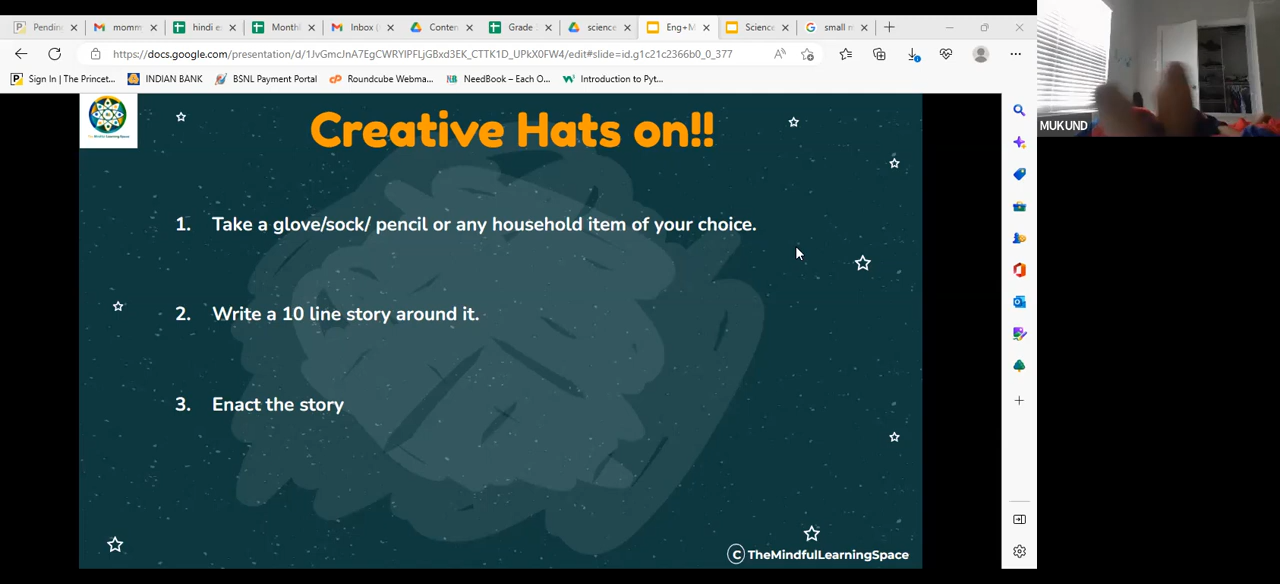 Pending
momm
hindi e
Month
Inbox (
Conten
Grade
science
Eng+M
Science
small n
https://docs.google.com/presentation/d/1JvGmcJnA7EgCWRYlPFLjGBxd3EK_CTTK1D_UPkX0FW4/edit#slide=id.g1c21c2366b0_0_377
Sign In | The Princet...
INDIAN BANK
BSNL Payment Portal
Roundcube Webma...
NeedBook – Each O...
Introduction to Pyt...
MUKUND
Creative Hats on!!
1. Take a glove/sock/ pencil or any household item of your choice.
2. Write a 10 line story around it.
3. Enact the story
© TheMindfulLearningSpace